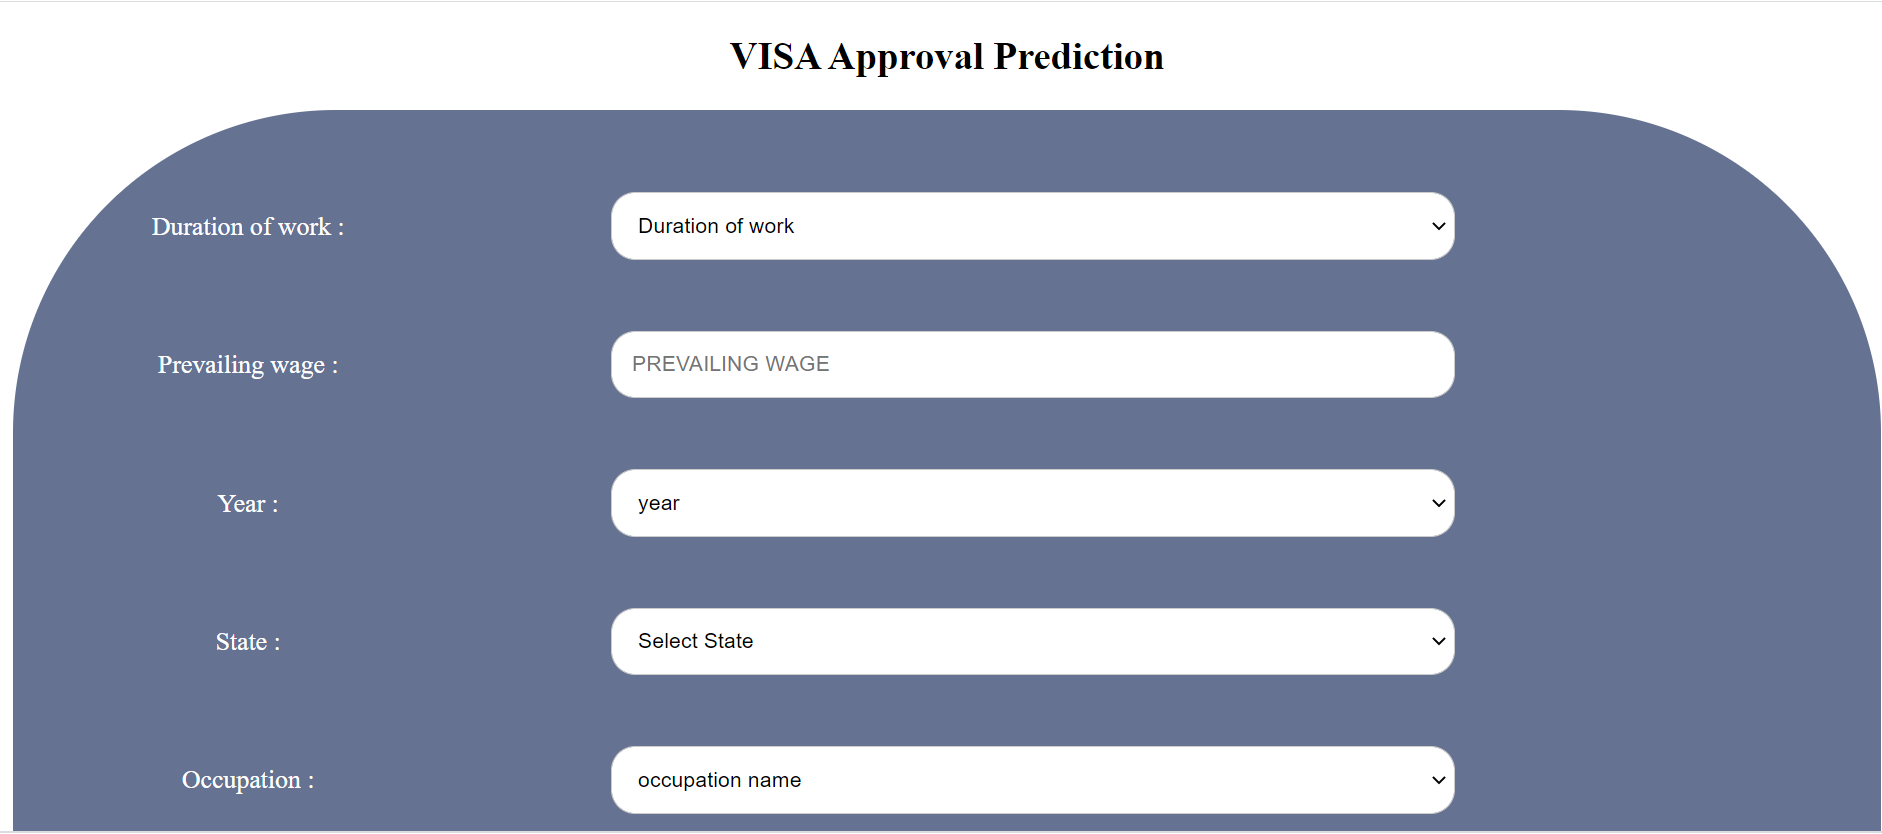 VISA Approval Prediction
Duration of work : Duration of work
Prevailing wage : PREVAILING WAGE
Year : year
State : Select State
Occupation : occupation name